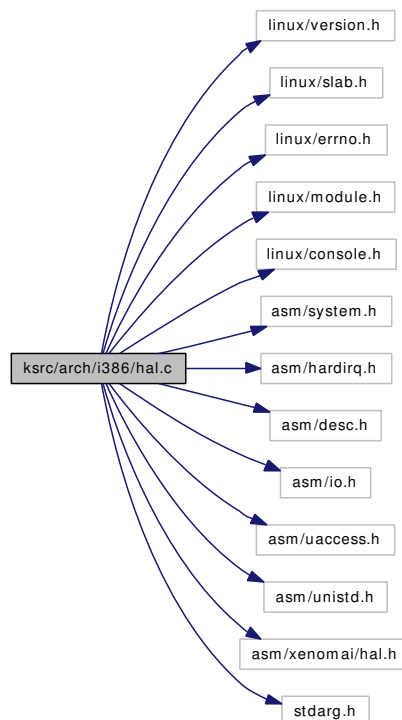 linux/version.h
linux/slab.h
linux/errno.h
linux/module.h
linux/console.h
asm/system.h
ksrc/arch/i386/hal.c
asm/hardirq.h
asm/desc.h
asm/io.h
asm/uaccess.h
asm/unistd.h
asm/xenomai/hal.h
stdarg.h